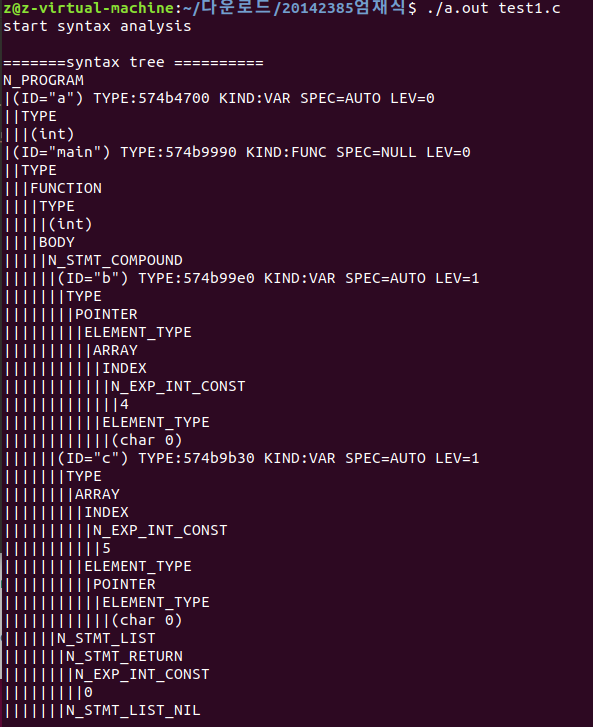 z@z-virtual-machine:~/다운로드/20142385엄재식$ ./a.out test1.c
start syntax analysis
=======syntax tree ==========
N_PROGRAM
|(ID="a") TYPE:574b4700 KIND:VAR SPEC=AUTO LEV=0
||TYPE
|||(int)
|(ID="main") TYPE:574b9990 KIND:FUNC SPEC=NULL LEV=0
||TYPE
|||FUNCTION
||||TYPE
|||||(int)
||||BODY
|||||N_STMT_COMPOUND
||||||(ID="b") TYPE:574b99e0 KIND:VAR SPEC=AUTO LEV=1
|||||||TYPE
||||||||POINTER
|||||||||ELEMENT_TYPE
||||||||||ARRAY
|||||||||||INDEX
||||||||||||N_EXP_INT_CONST
|||||||||||||4
|||||||||||ELEMENT_TYPE
||||||||||||(char 0)
||||||(ID="c") TYPE:574b9b30 KIND:VAR SPEC=AUTO LEV=1
|||||||TYPE
||||||||ARRAY
|||||||||INDEX
||||||||||N_EXP_INT_CONST
|||||||||||5
|||||||||ELEMENT_TYPE
||||||||||POINTER
|||||||||||ELEMENT_TYPE
||||||||||||(char 0)
||||||N_STMT_LIST
|||||||N_STMT_RETURN
||||||||N_EXP_INT_CONST
|||||||||0
|||||||N_STMT_LIST_NIL